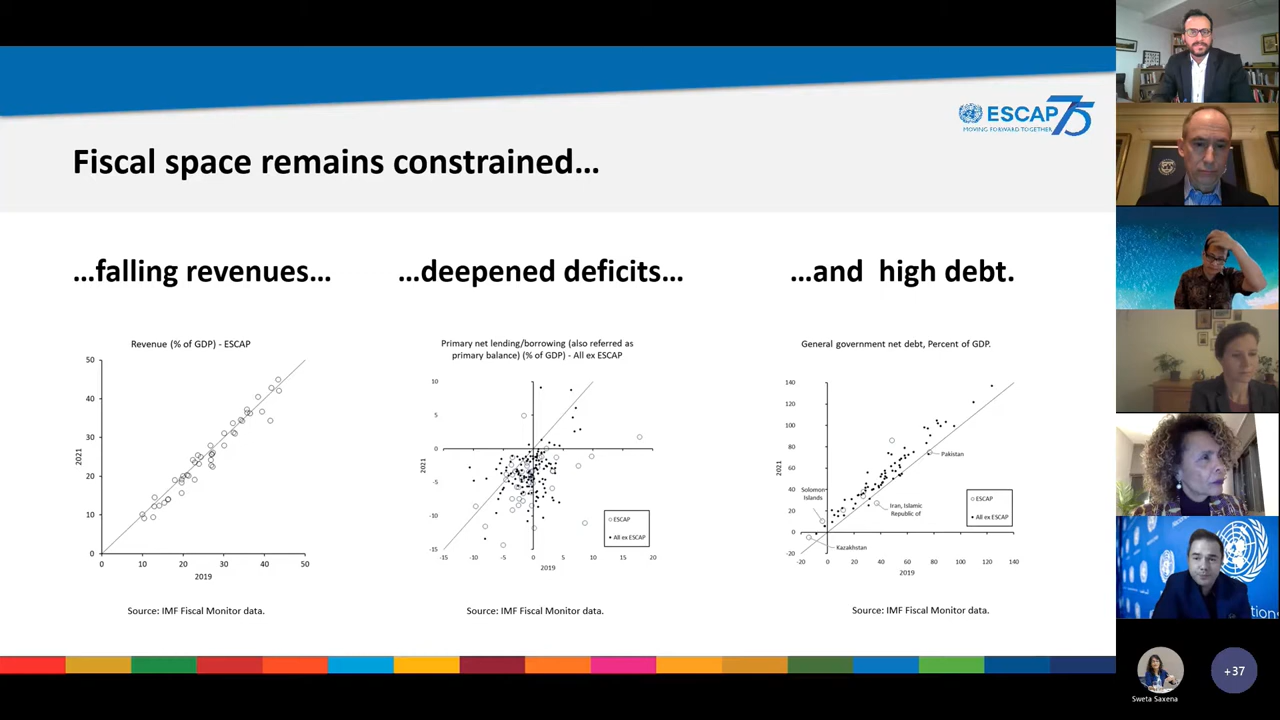 ESCAP75
MOVING FORWARD TOGETHER
Fiscal space remains constrained…
…falling revenues…
…deepened deficits…
…and high debt.
Revenue (% of GDP) - ESCAP
50
40
30
20
10
0
2021
0 10 20 30 40 50
2019
Source: IMF Fiscal Monitor data.
Primary net lending/borrowing (also referred as
primary balance) (% of GDP) - All ex ESCAP
10
5
0
-5
-10
-15
2021
-15 -10 -5 0 5 10 15 20
2019
ESCAP
All ex ESCAP
Source: IMF Fiscal Monitor data.
General government net debt, Percent of GDP.
140
120
100
80
60
40
20
0
-20
2021
-20 0 20 40 60 80 100 120 140
2019
Pakistan
Solomon
Islands
Iran, Islamic
Republic of
Kazakhstan
ESCAP
All ex ESCAP
Source: IMF Fiscal Monitor data.
tions
Sweta Saxena
+37